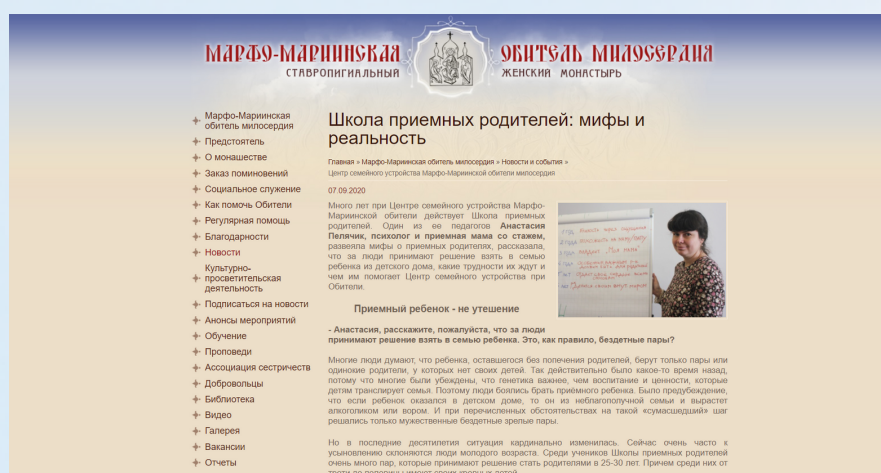 МАРФО-МАРИИНСКАЯ ОБИТЕЛЬ МИЛОСЕРДИЯ
СТАВРОПИГИАЛЬНЫЙ ЖЕНСКИЙ МОНАСТЫРЬ
Марфо-Мариинская
обитель милосердия
Предстоятель
О монашестве
Заказ поминовений
Социальное служение
Как помочь Обители
Регулярная помощь
Благодарности
Новости
Культурно-
просветительская
деятельность
Подписаться на новости
Анонсы мероприятий
Обучение
Проповеди
Ассоциация сестричеств
Добровольцы
Библиотека
Видео
Галерея
Вакансии
Отчеты
Школа приемных родителей: мифы и
реальность
Главная » Марфо-Мариинская обитель милосердия » Новости и события »
Центр семейного устройства Марфо-Мариинской обители милосердия
07.09.2020
Много лет при Центре семейного устройства Марфо-
Мариинской обители действует Школа приемных
родителей. Один из ее педагогов Анастасия
Пелячик, психолог и приемная мама со стажем,
развеяла мифы о приемных родителях, рассказала,
что за люди принимают решение взять в семью
ребенка из детского дома, какие трудности их ждут и
чем им помогает Центр семейного устройства при
Обители.
Приемный ребенок - не утешение
- Анастасия, расскажите, пожалуйста, что за люди
принимают решение взять в семью ребенка. Это, как правило, бездетные пары?
Многие люди думают, что ребенка, оставшегося без попечения родителей, берут только пары или
одинокие родители, у которых нет своих детей. Так действительно было какое-то время назад,
потому что многие были убеждены, что генетика важнее, чем воспитание и ценности, которые
детям транслирует семья. Поэтому люди боялись брать приёмного ребенка. Было предубеждение,
что если ребенок оказался в детском доме, то он из неблагополучной семьи и вырастет
алкоголиком или вором. И при перечисленных обстоятельствах на такой «сумасшедший» шаг
решались только мужественные бездетные зрелые пары.
Но в последние десятилетия ситуация кардинально изменилась. Сейчас очень часто к
усыновлению склоняются люди молодого возраста. Среди учеников Школы приемных родителей
очень много пар, которые принимают решение стать родителями в 25-30 лет. Причем среди них от